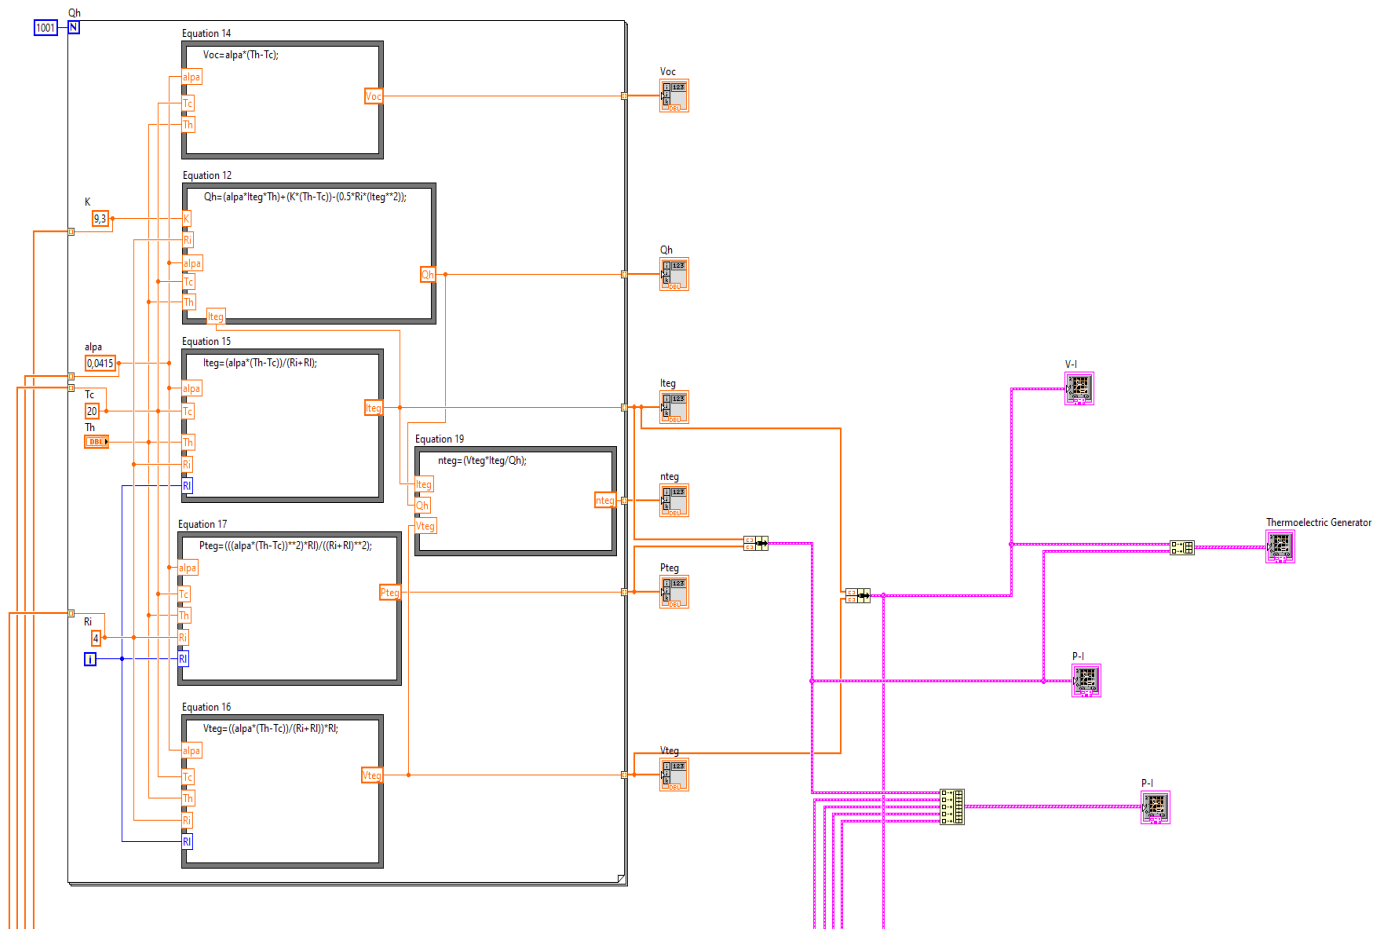 Qh
1001
N
Equation 14
Voc=alpa*(Th-Tc);
alpa
Tc
Th
Voc
Voc
Equation 12
Qh=(alpa*Iteg*Th)+(K*(Th-Tc))-(0.5*Ri*(Iteg**2));
K
9,3
K
Ri
alpa
Tc
Th
Iteg
Qh
Qh
Equation 15
Iteg=(alpa*(Th-Tc))/(Ri+Rl);
alpa
0,0415
Tc
20
Th
DBL
alpa
Tc
Th
Ri
Rl
Iteg
Iteg
V-I
Equation 19
nteg=(Vteg*Iteg/Qh);
Iteg
Qh
Vteg
nteg
nteg
Equation 17
Pteg=(((alpa*(Th-Tc))**2)*Rl)/((Ri+Rl)**2);
alpa
Tc
Th
Ri
Rl
Pteg
Pteg
Thermoelectric Generator
Ri
4
i
P-I
Equation 16
Vteg=((alpa*(Th-Tc))/(Ri+Rl))*Rl;
alpa
Tc
Th
Ri
Rl
Vteg
Vteg
P-I